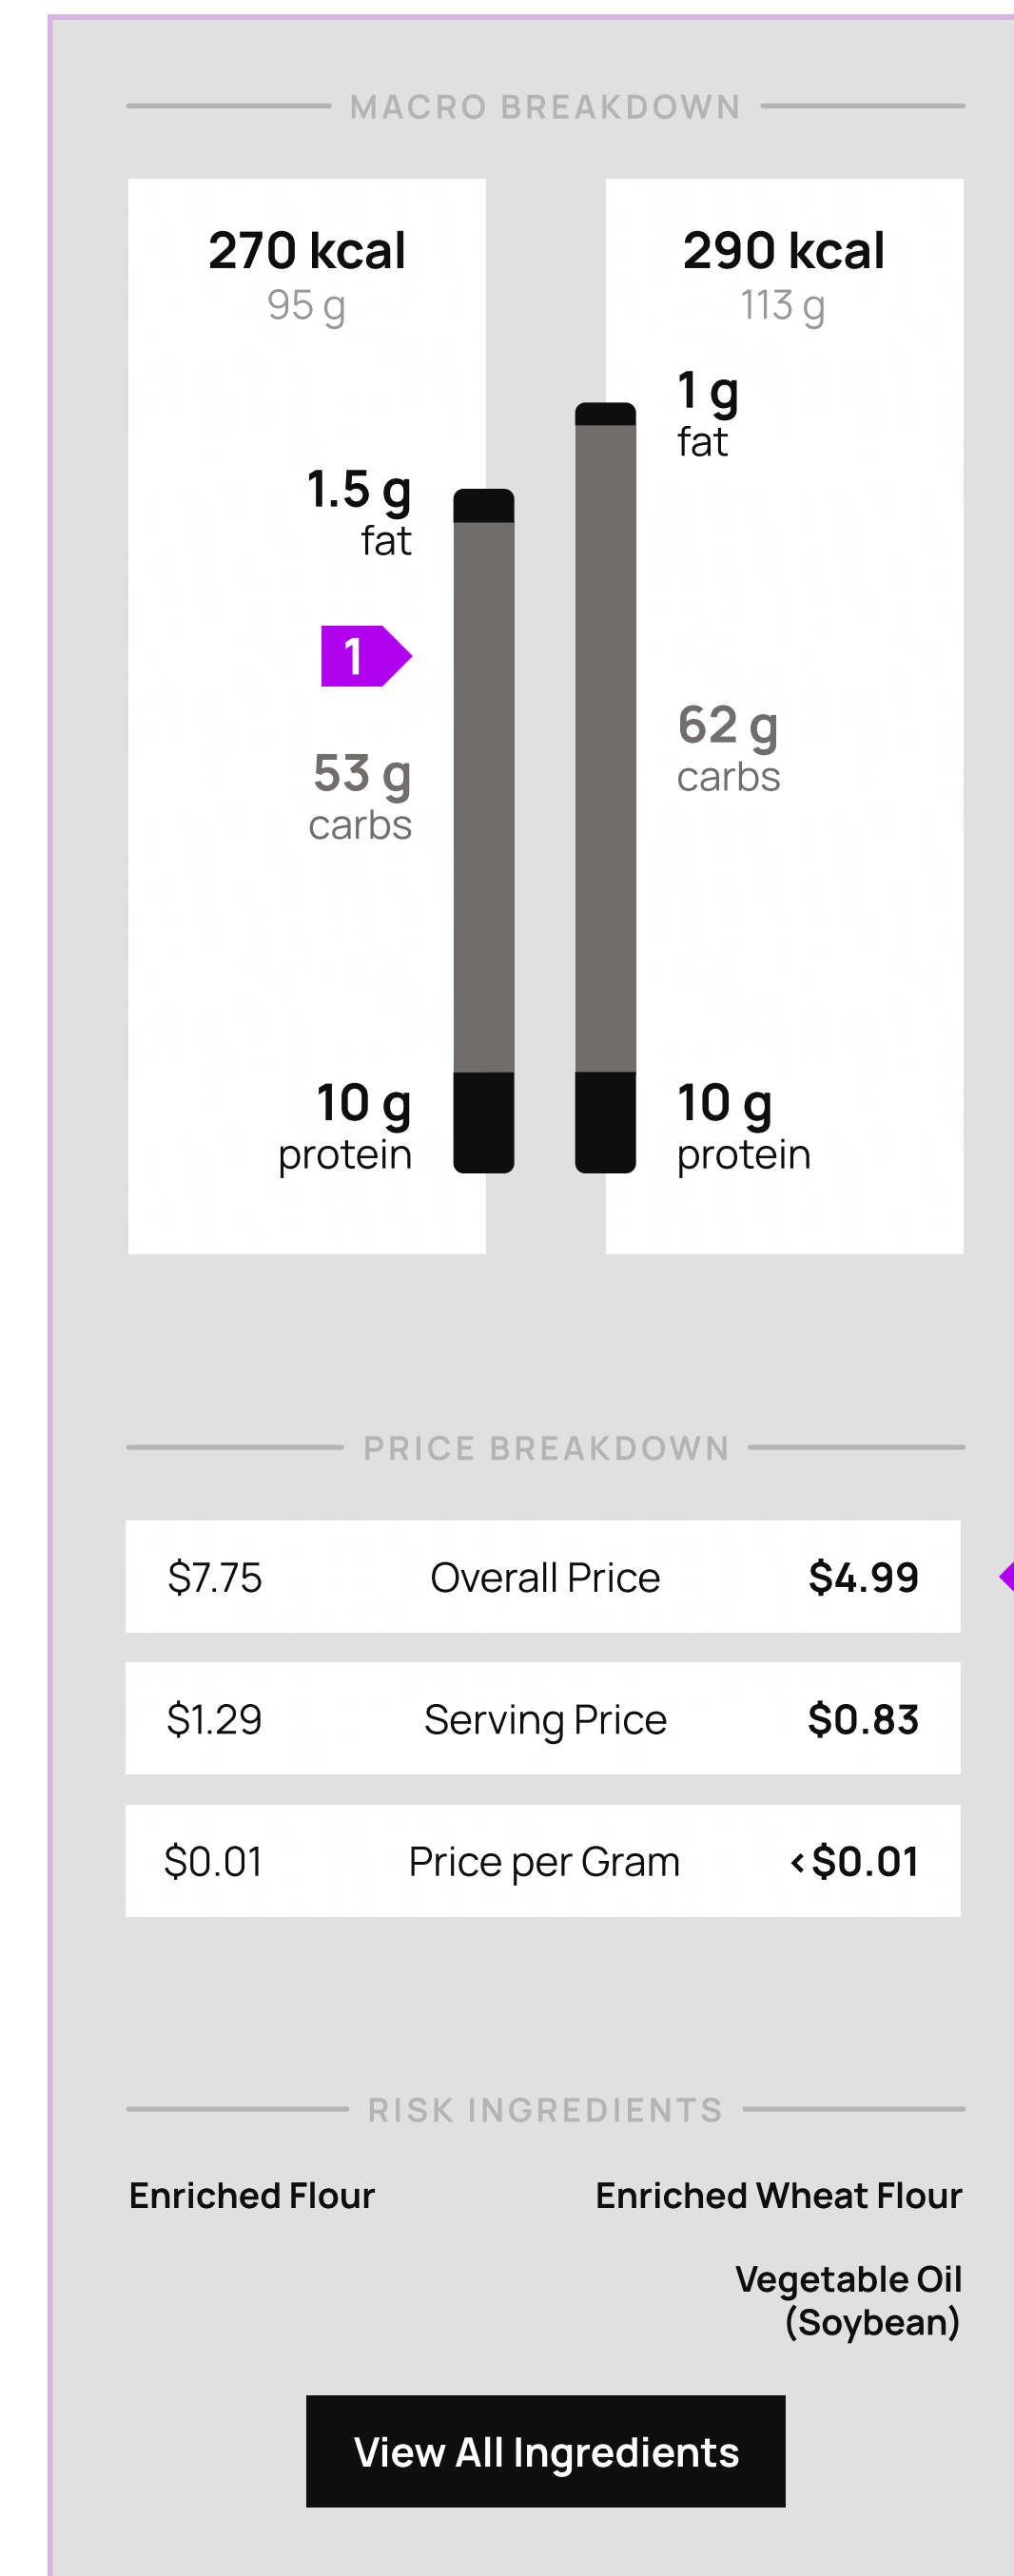 MACRO BREAKDOWN
270 kcal
95 g
290 kcal
113 g
1 g
fat
1.5 g
fat
1
62 g
carbs
53 g
carbs
10 g
protein
10 g
protein
PRICE BREAKDOWN
$7.75 Overall Price $4.99
$1.29 Serving Price $0.83
$0.01 Price per Gram <$0.01
RISK INGREDIENTS
Enriched Flour
Enriched Wheat Flour
Vegetable Oil
(Soybean)
View All Ingredients